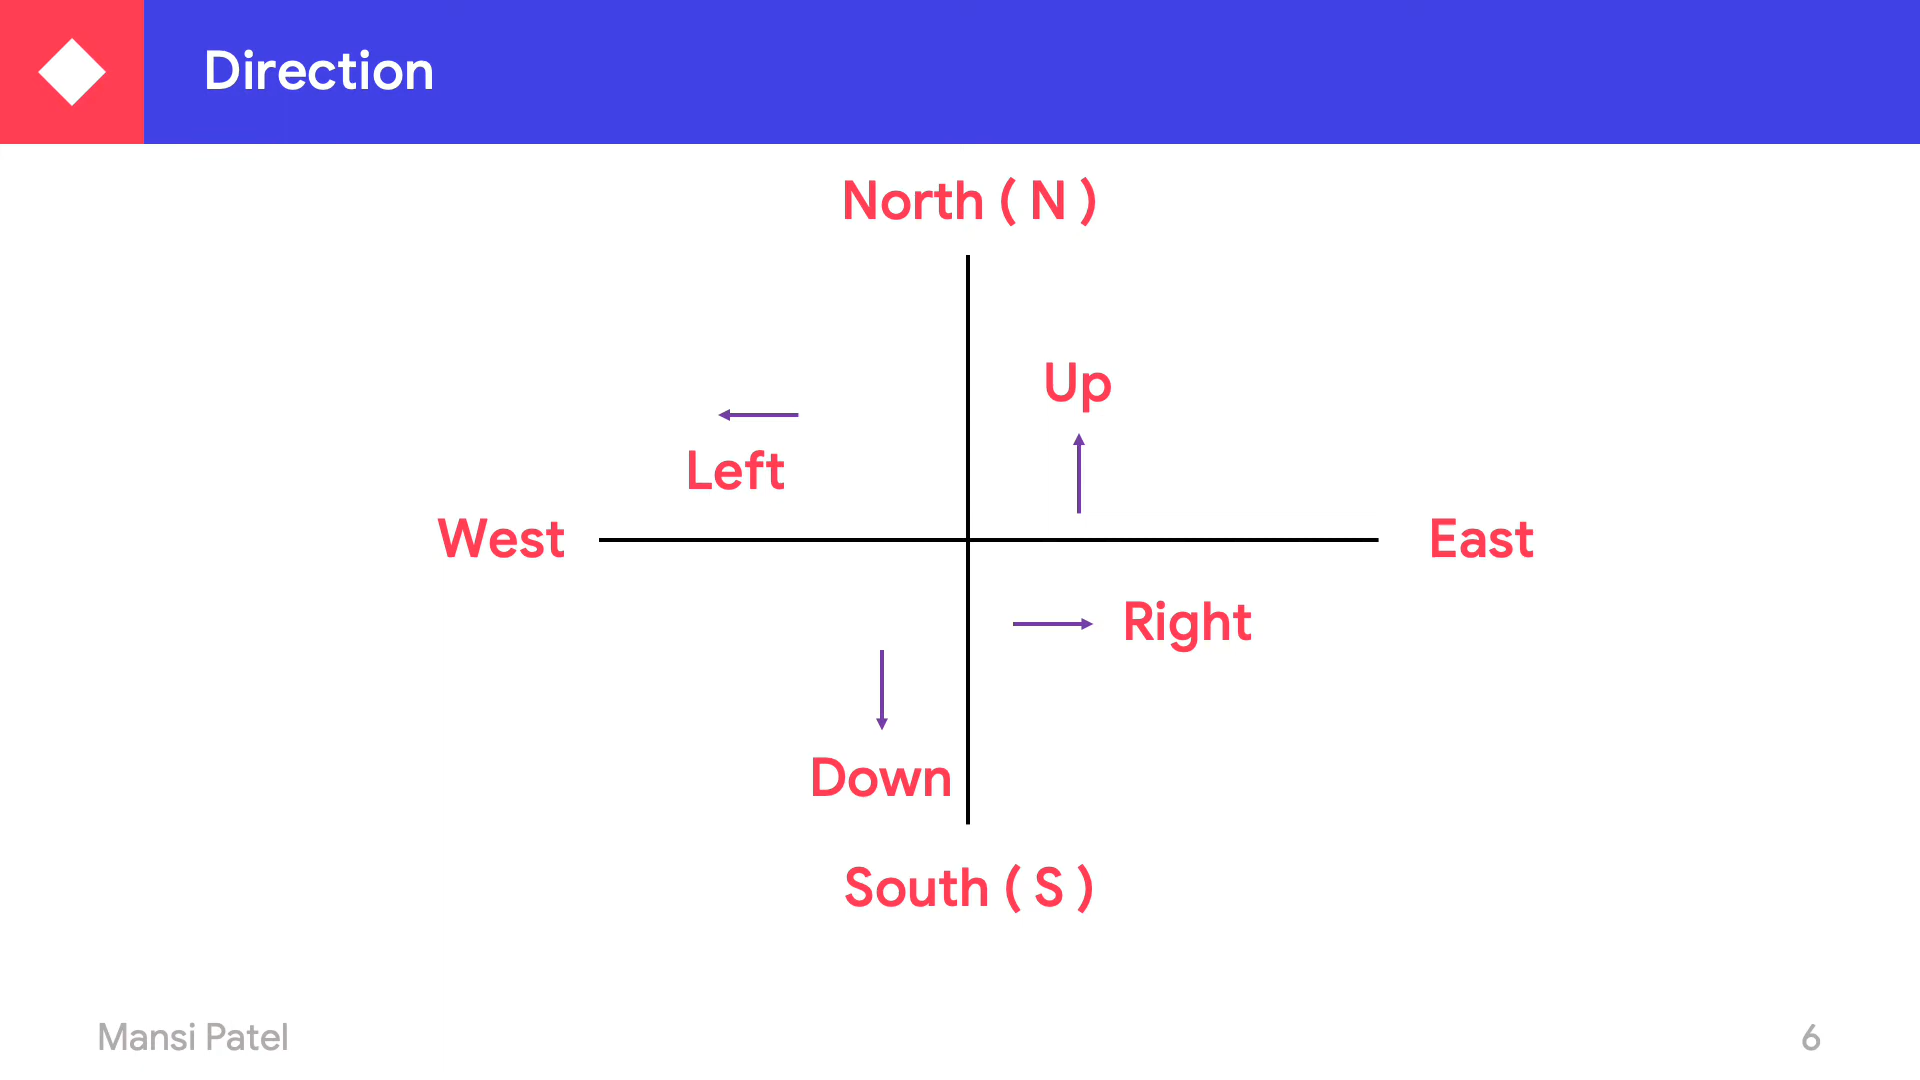 Direction
North ( N )
Up
Left
West
East
Right
Down
South ( S )
Mansi Patel
6